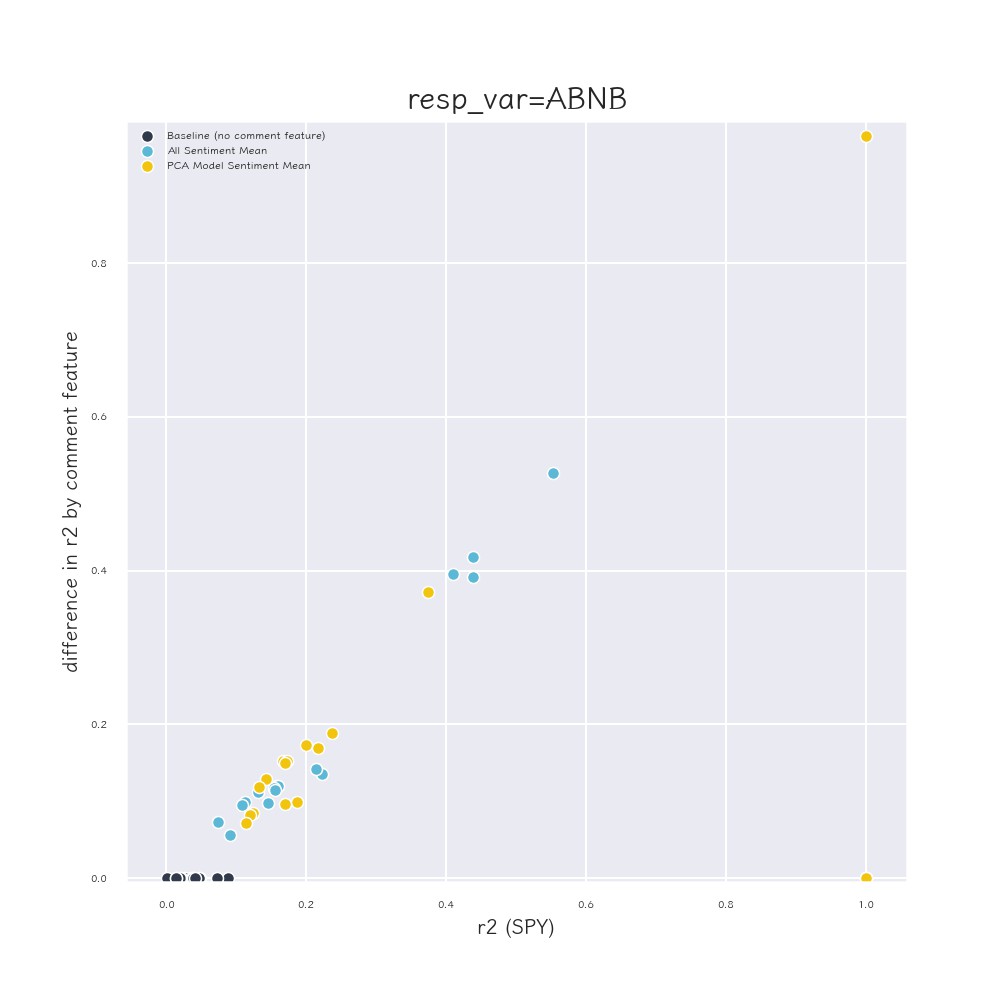 resp_var=ABNB
Baseline (no comment feature)
All Sentiment Mean
PCA Model Sentiment Mean
difference in r2 by comment feature
0.8
0.6
0.4
0.2
0.0
0.0 0.2 0.4 0.6 0.8 1.0
r2 (SPY)